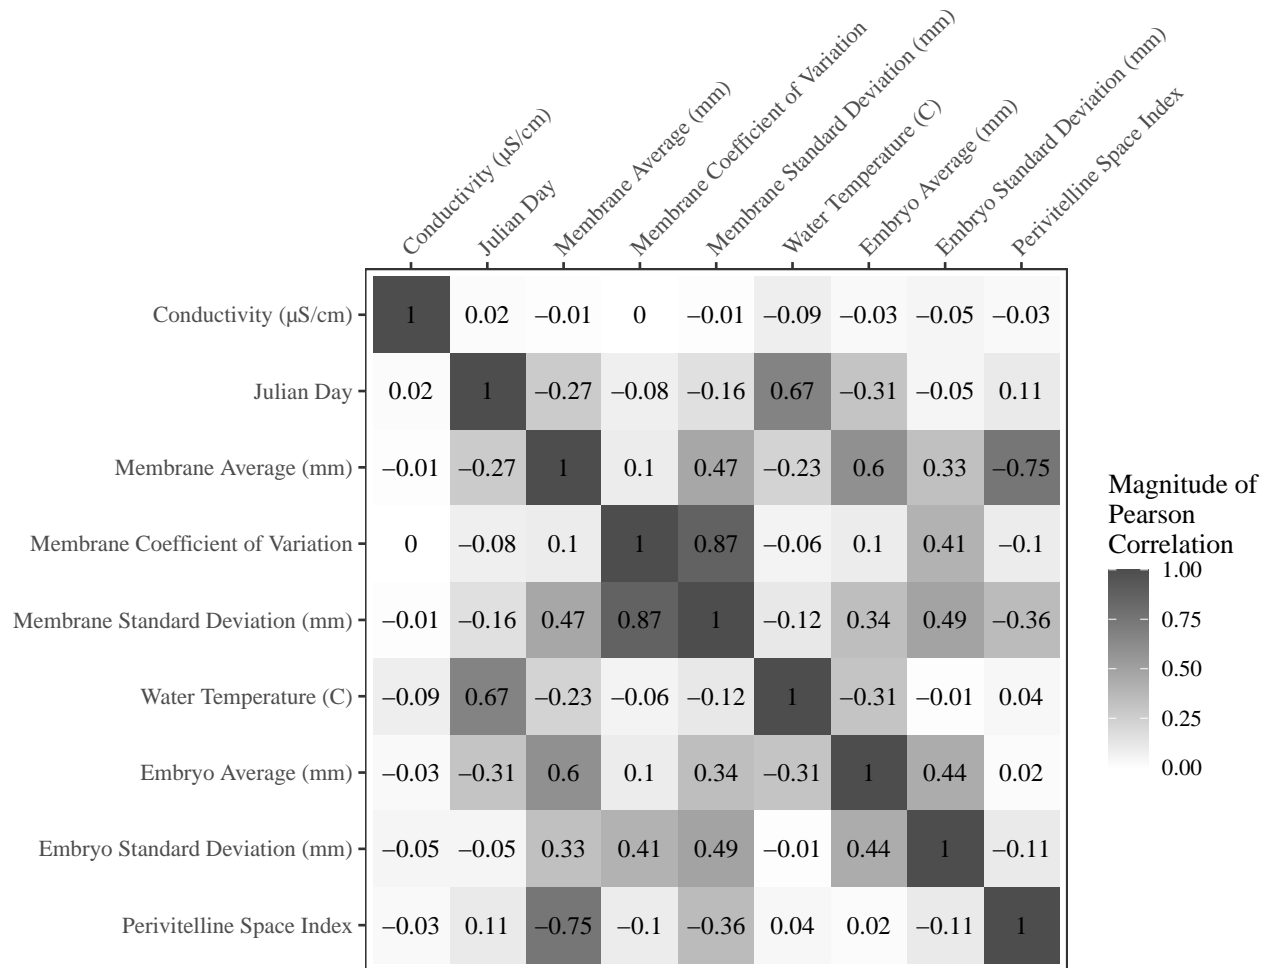 Conductivity (μS/cm)
Julian Day
Membrane Average (mm)
Membrane Coefficient of Variation
Membrane Standard Deviation (mm)
Water Temperature (C)
Embryo Average (mm)
Embryo Standard Deviation (mm)
Perivitelline Space Index
Conductivity (μS/cm) 1 0.02 −0.01 0 −0.01 −0.09 −0.03 −0.05 −0.03
Julian Day 0.02 1 −0.27 −0.08 −0.16 0.67 −0.31 −0.05 0.11
Membrane Average (mm) −0.01 −0.27 1 0.1 0.47 −0.23 0.6 0.33 −0.75
Membrane Coefficient of Variation 0 −0.08 0.1 1 0.87 −0.06 0.1 0.41 −0.1
Membrane Standard Deviation (mm) −0.01 −0.16 0.47 0.87 1 −0.12 0.34 0.49 −0.36
Water Temperature (C) −0.09 0.67 −0.23 −0.06 −0.12 1 −0.31 −0.01 0.04
Embryo Average (mm) −0.03 −0.31 0.6 0.1 0.34 −0.31 1 0.44 0.02
Embryo Standard Deviation (mm) −0.05 −0.05 0.33 0.41 0.49 −0.01 0.44 1 −0.11
Perivitelline Space Index −0.03 0.11 −0.75 −0.1 −0.36 0.04 0.02 −0.11 1
Magnitude of
Pearson
Correlation
1.00
0.75
0.50
0.25
0.00